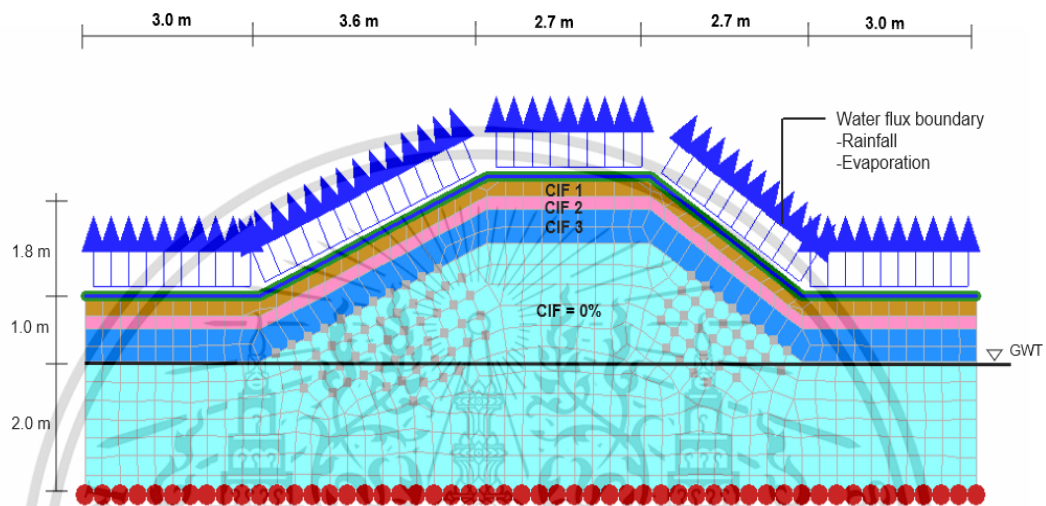 3.0 m 3.6 m 2.7 m 2.7 m 3.0 m
Water flux boundary
-Rainfall
-Evaporation
CIF 1
CIF 2
CIF 3
1.8 m
1.0 m
CIF = 0%
GWT
2.0 m